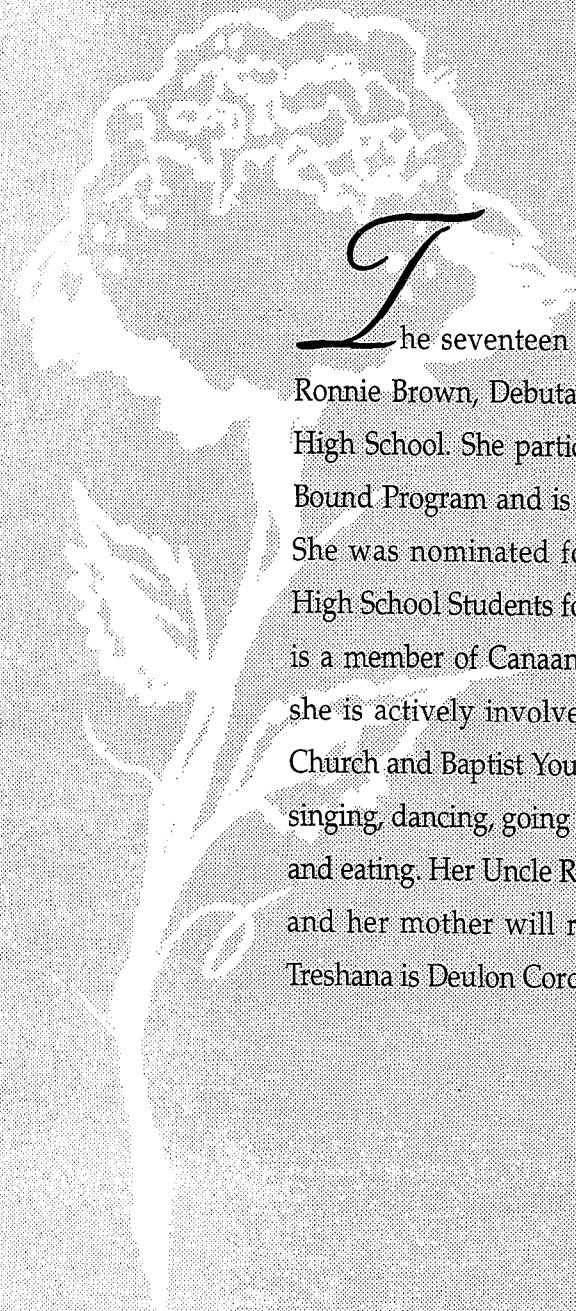 The seventeen
Ronnie Brown, Debuta
High School. She partic
Bound Program and is
She was nominated fo
High School Students fo
is a member of Canaan
she is actively involve
Church and Baptist You
singing, dancing, going
and eating. Her Uncle R
and her mother will r
Treshana is Deulon Coro